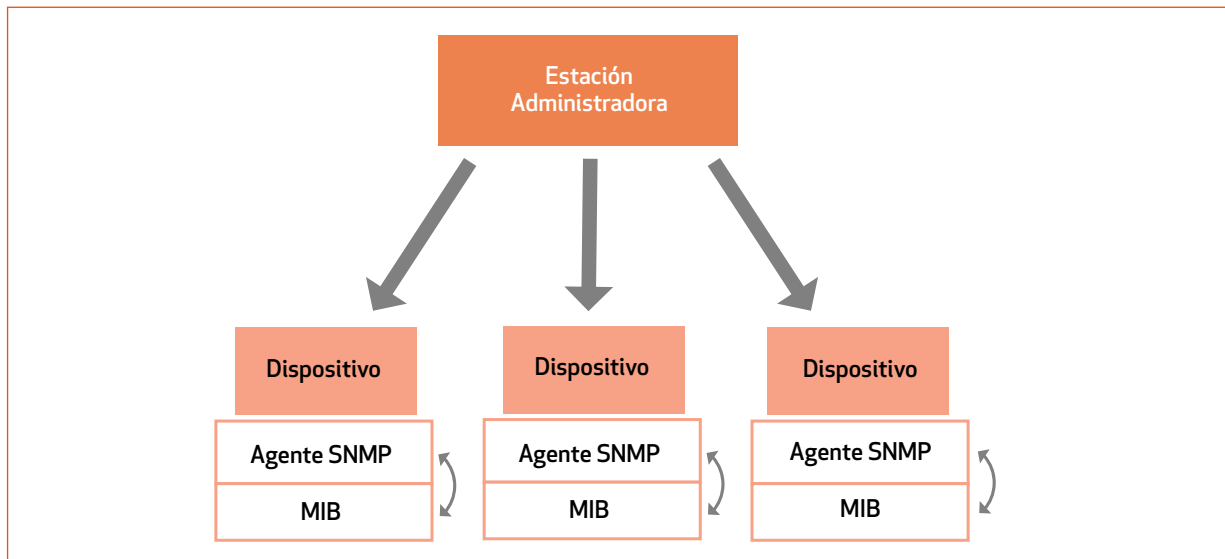 Estación
Administradora
Dispositivo
Agente SNMP
MIB
Dispositivo
Agente SNMP
MIB
Dispositivo
Agente SNMP
MIB